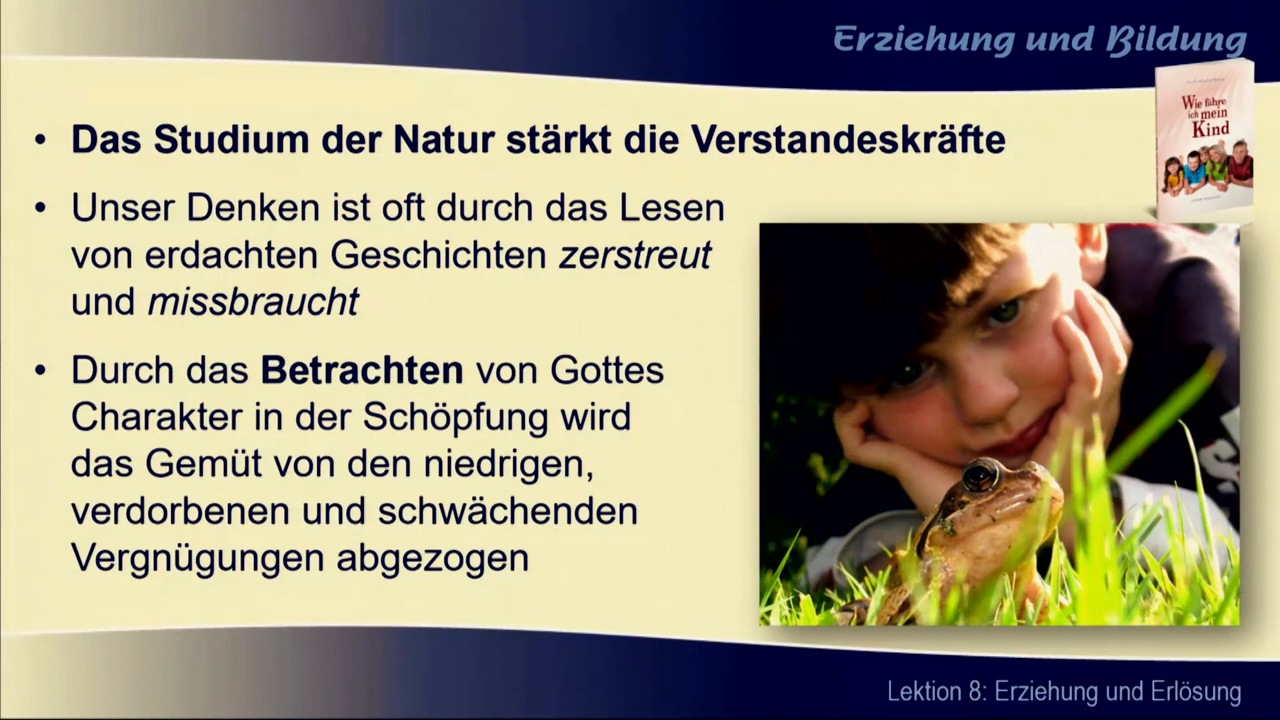 Erziehung und Bildung
Wie führe
ich mein
Kind
• Das Studium der Natur stärkt die Verstandeskräfte
• Unser Denken ist oft durch das Lesen
von erdachten Geschichten zerstreut
und missbraucht
• Durch das Betrachten von Gottes
Charakter in der Schöpfung wird
das Gemüt von den niedrigen,
verdorbenen und schwächenden
Vergnügungen abgezogen
Lektion 8: Erziehung und Erlösung